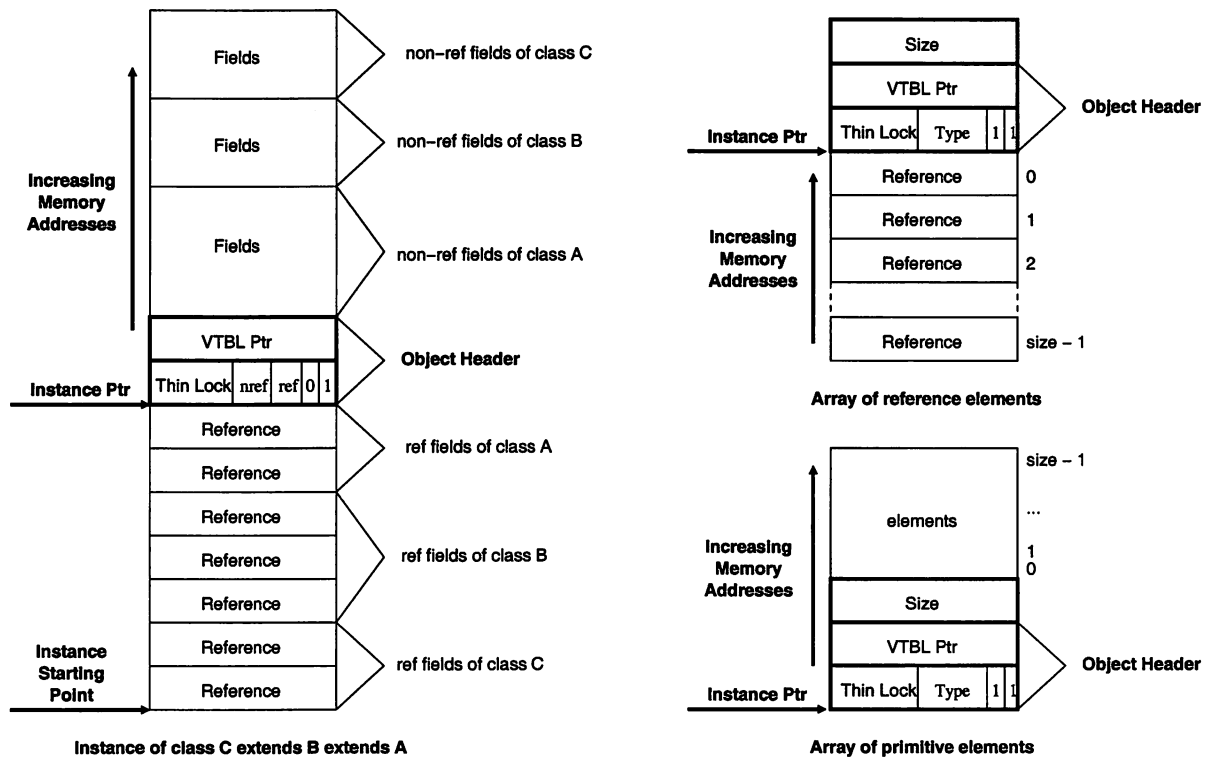 Fields
non-ref fields of class C
Fields
non-ref fields of class B
Increasing
Memory
Addresses
Fields
non-ref fields of class A
VTBL Ptr
Object Header
Instance Ptr
Thin Lock nref ref 0 1
Reference
ref fields of class A
Reference
Reference
Reference
ref fields of class B
Reference
Instance
Starting
Point
Reference
ref fields of class C
Reference
Instance of class C extends B extends A
Size
VTBL Ptr
Object Header
Instance Ptr
Thin Lock Type 1 1
Reference 0
Reference 1
Increasing
Memory
Addresses
Reference 2
Reference size - 1
Array of reference elements
size - 1
...
elements
1
0
Increasing
Memory
Addresses
Size
VTBL Ptr
Object Header
Instance Ptr
Thin Lock Type 1 1
Array of primitive elements